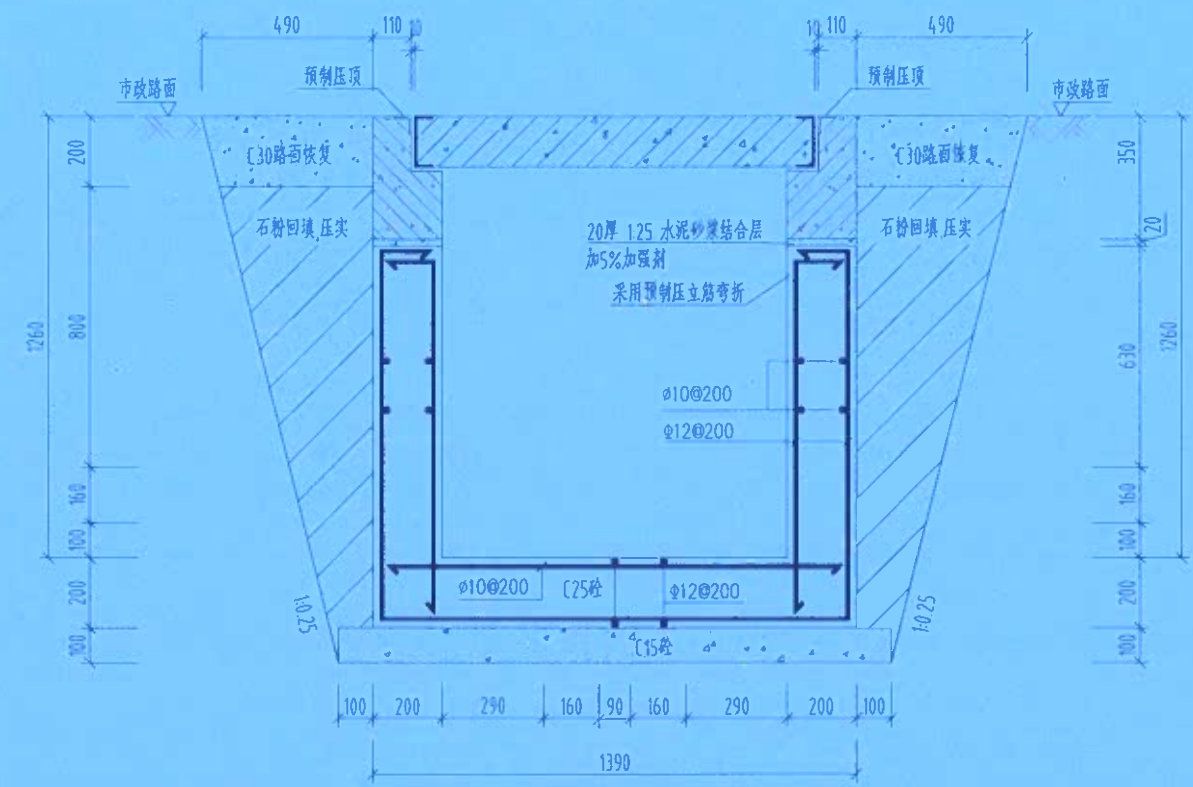 490 110 10 10 110 490
预制压顶 预制压顶
市政路面 市政路面
C30路面恢复 C30路面恢复
石粉回填,压实 石粉回填,压实
20厚 1:25 水泥砂浆结合层
加5%加强剂
采用预制压立筋弯折
ø10@200
Φ12@200
ø10@200 C25砼 Φ12@200
C15砼
1:0.25 1:0.25
200
800
160
100
200
100
1260
350
20
630
160
100
200
100
1260
100 200 290 160 90 160 290 200 100
1390